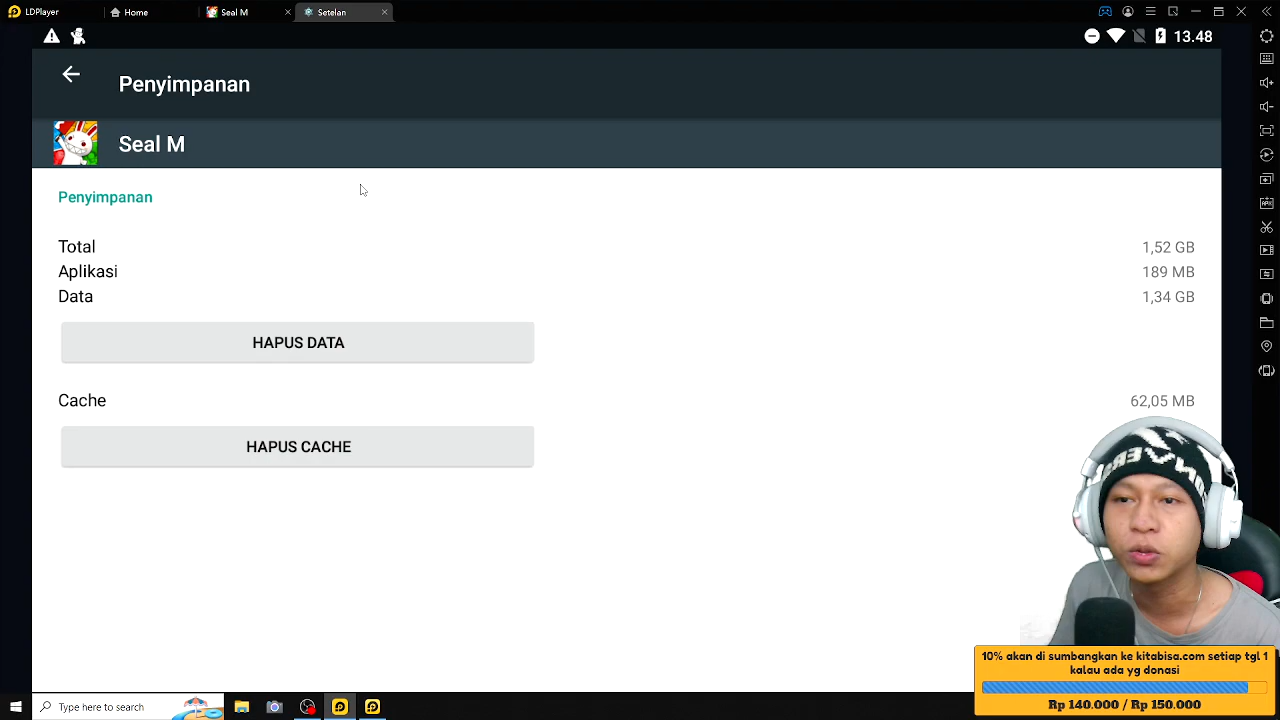 LDPlayer
Home
Seal M
Setelan
13.48
Penyimpanan
Seal M
Penyimpanan
Total
1,52 GB
Aplikasi
189 MB
Data
1,34 GB
HAPUS DATA
Cache
62,05 MB
HAPUS CACHE
10% akan di sumbangkan ke kitabisa.com setiap tgl 1
kalau ada yg donasi
Rp 140.000 / Rp 150.000
Type here to search